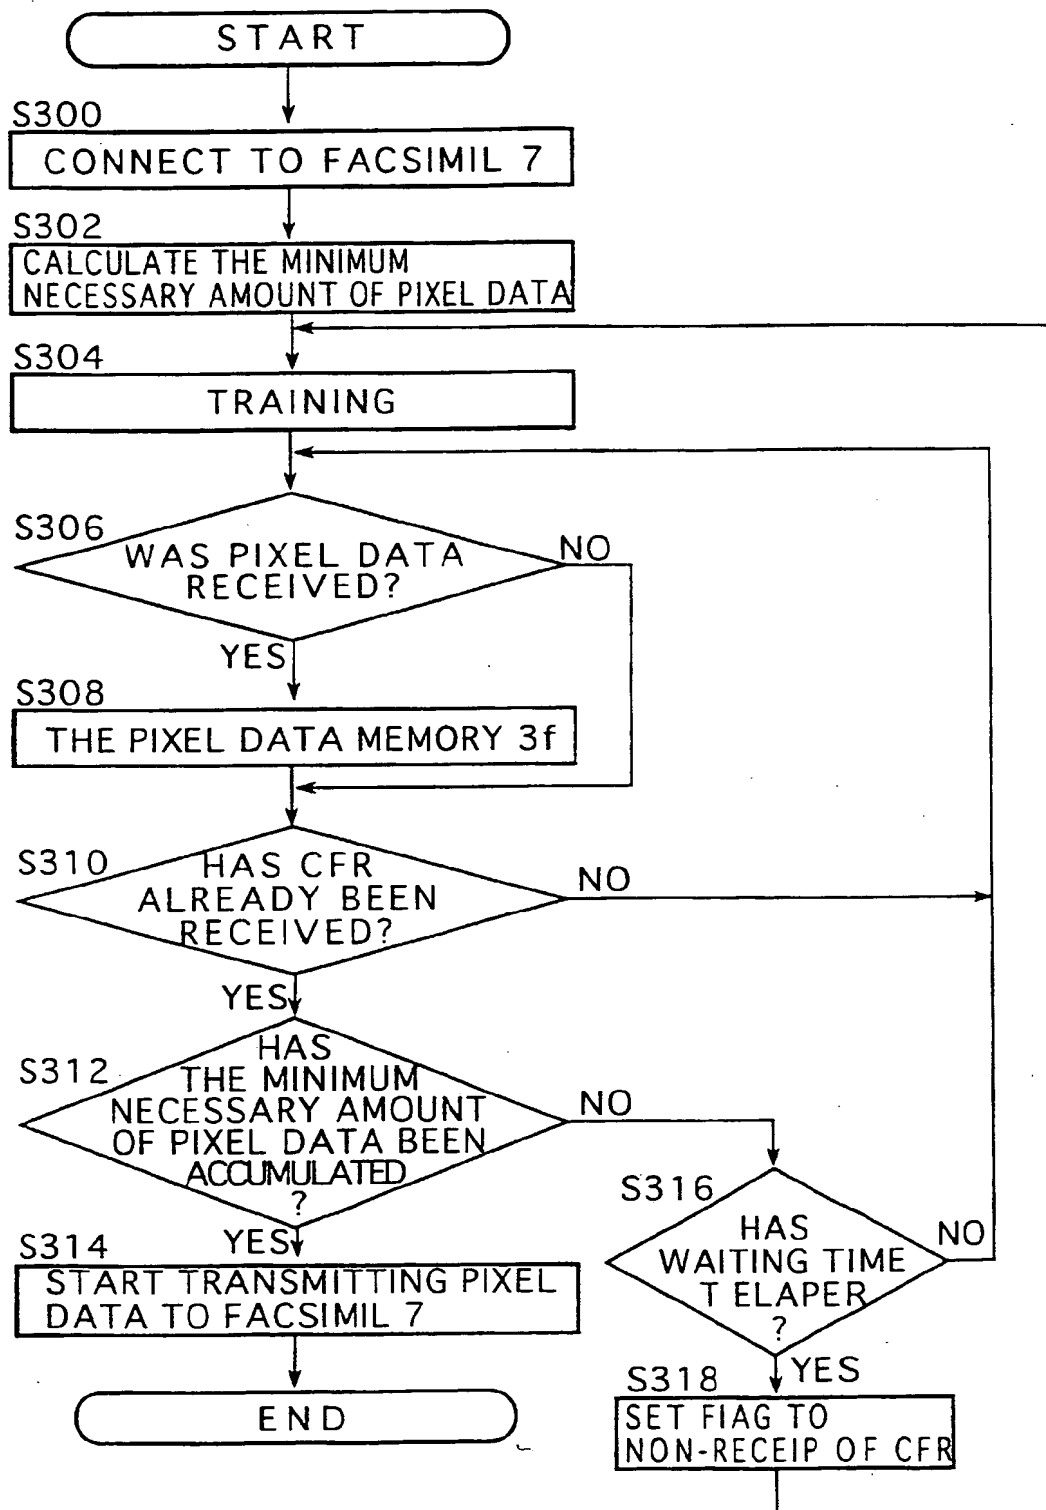 START
S300
CONNECT TO FACSIMIL 7
S302
CALCULATE THE MINIMUM
NECESSARY AMOUNT OF PIXEL DATA
S304
TRAINING
S306
WAS PIXEL DATA
RECEIVED?
NO
YES
S308
THE PIXEL DATA MEMORY 3f
S310
HAS CFR
ALREADY BEEN
RECEIVED?
NO
YES
S312
HAS
THE MINIMUM
NECESSARY AMOUNT
OF PIXEL DATA BEEN
ACCUMULATED
?
NO
YES
S314
START TRANSMITTING PIXEL
DATA TO FACSIMIL 7
END
S316
HAS
WAITING TIME
T ELAPER
?
NO
YES
S318
SET FIAG TO
NON-RECEIP OF CFR